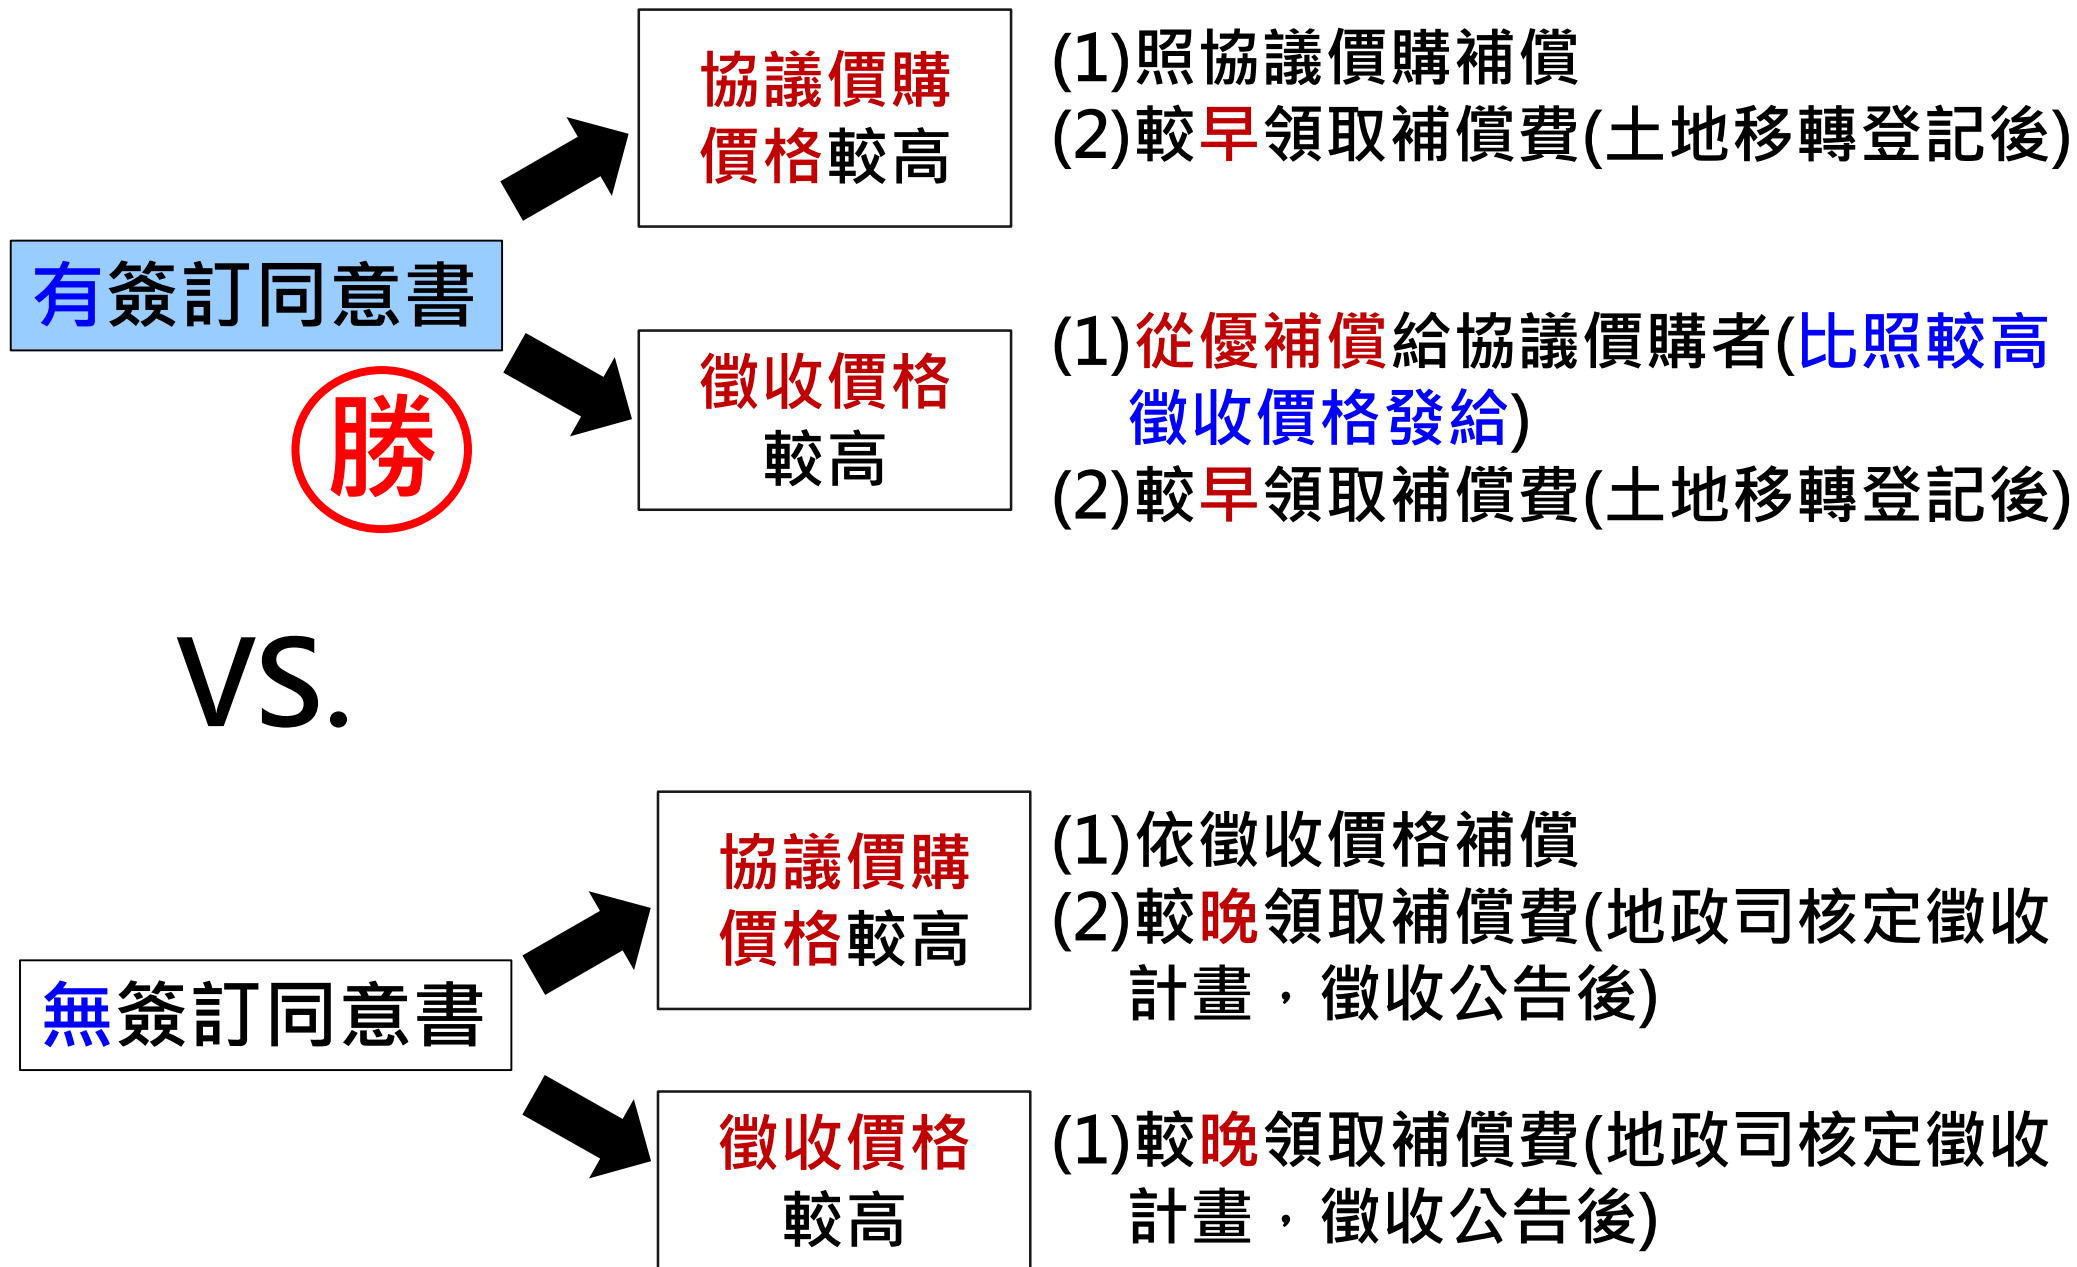 協議價購
價格較高
(1)照協議價購補償
(2)較早領取補償費(土地移轉登記後)
有簽訂同意書
勝
徵收價格
較高
(1)從優補償給協議價購者(比照較高
徵收價格發給)
(2)較早領取補償費(土地移轉登記後)
VS.
協議價購
價格較高
(1)依徵收價格補償
(2)較晚領取補償費(地政司核定徵收
計畫，徵收公告後)
無簽訂同意書
徵收價格
較高
(1)較晚領取補償費(地政司核定徵收
計畫，徵收公告後)